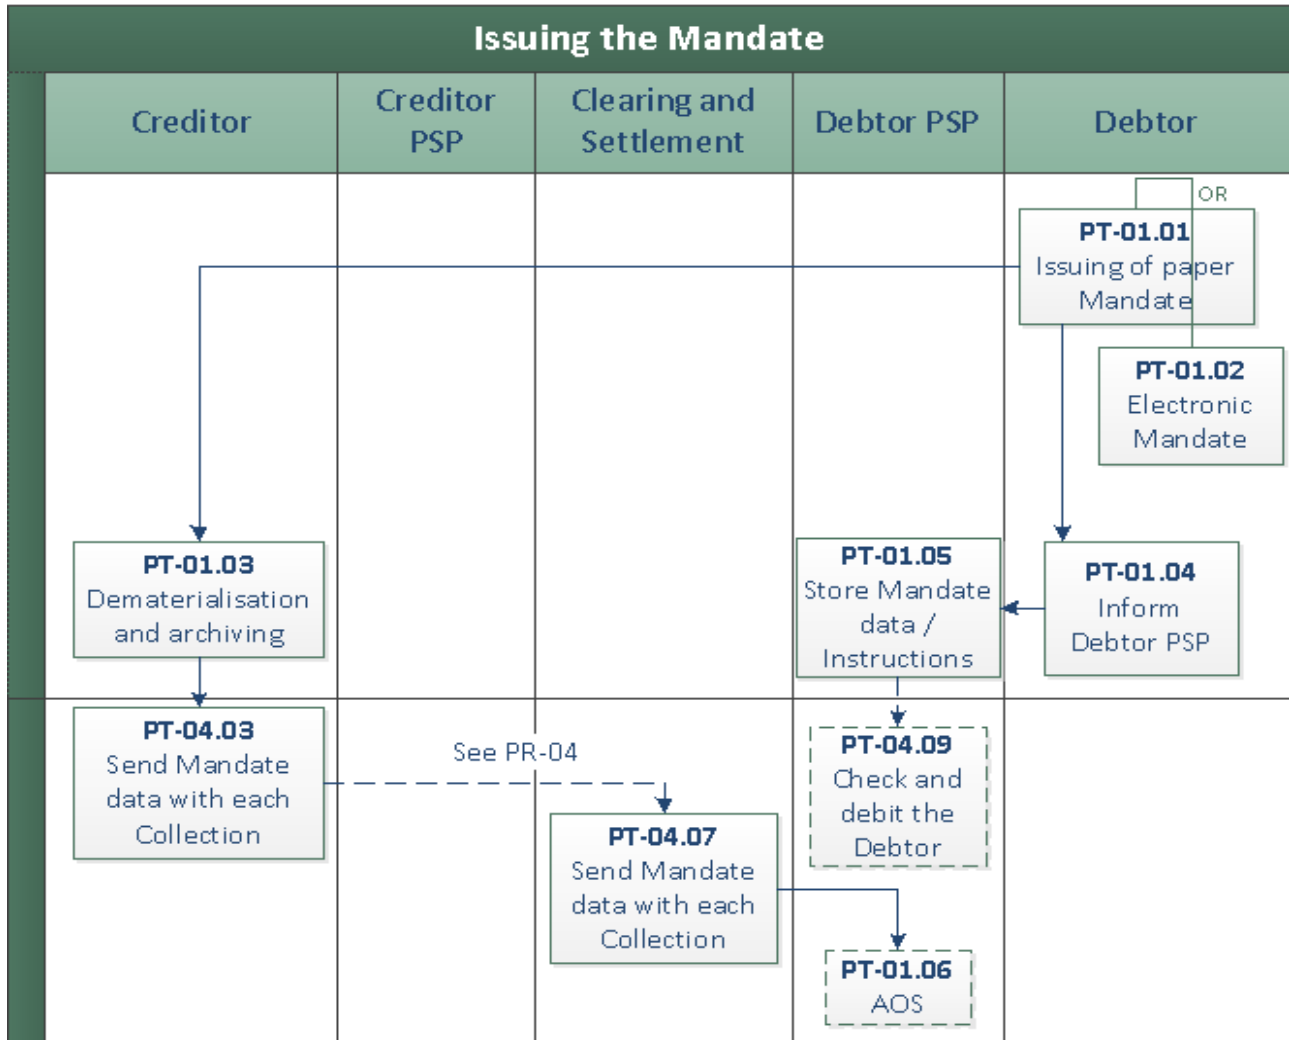 Issuing the Mandate
Creditor
Creditor
PSP
Clearing and
Settlement
Debtor PSP
Debtor
OR
PT-01.01
Issuing of paper
Mandate
PT-01.02
Electronic
Mandate
PT-01.03
Dematerialisation
and archiving
PT-01.05
Store Mandate
data /
Instructions
PT-01.04
Inform
Debtor PSP
PT-04.03
Send Mandate
data with each
Collection
See PR-04
PT-04.09
Check and
debit the
Debtor
PT-04.07
Send Mandate
data with each
Collection
PT-01.06
AOS